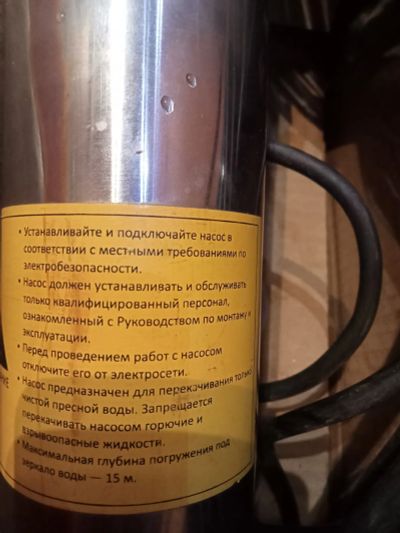 • Устанавливайте и подключайте насос в
соответствии с местными требованиями по
электробезопасности.
• Насос должен устанавливать и обслуживать
только квалифицированный персонал,
ознакомленный с Руководством по монтажу и
эксплуатации.
• Перед проведением работ с насосом
отключите его от электросети.
• Насос предназначен для перекачивания только
чистой пресной воды. Запрещается
перекачивать насосом горючие и
взрывоопасные жидкости.
• Максимальная глубина погружения под
зеркало воды — 15 м.